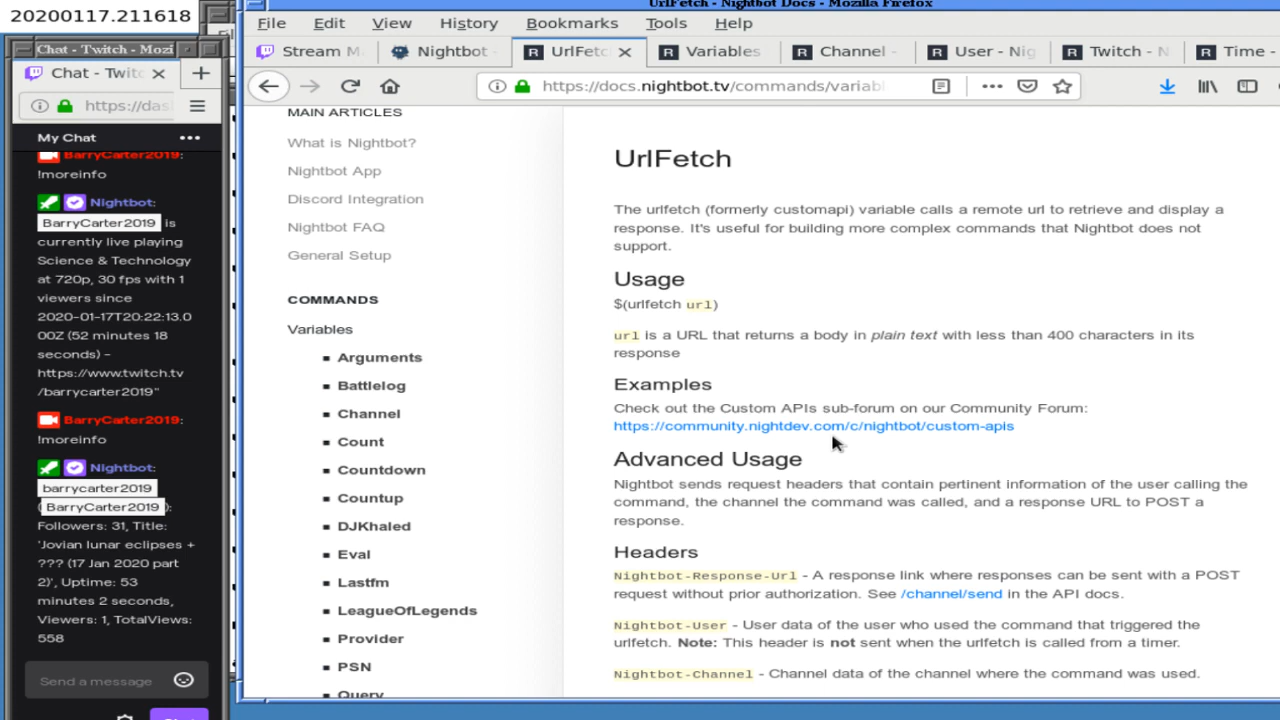 20200117.211618
Chat - Twitch - Mozi
Chat - Twitc
https://das
My Chat
BarryCarter2019:
!moreinfo
Nightbot:
BarryCarter2019 is
currently live playing
Science & Technology
at 720p, 30 fps with 1
viewers since
2020-01-17T20:22:13.0
00Z (52 minutes 18
seconds) -
https://www.twitch.tv
/barrycarter2019"
BarryCarter2019:
!moreinfo
Nightbot:
barrycarter2019
(BarryCarter2019):
Followers: 31, Title:
'Jovian lunar eclipses +
??? (17 Jan 2020 part
2)', Uptime: 53
minutes 2 seconds,
Viewers: 1, TotalViews:
558
Send a message
UrlFetch - Nightbot Docs - Mozilla Firefox
File Edit View History Bookmarks Tools Help
Stream M Nightbot - UrlFetc Variables Channel - User - Nig Twitch - N Time -
https://docs.nightbot.tv/commands/variabl
MAIN ARTICLES
What is Nightbot?
Nightbot App
Discord Integration
Nightbot FAQ
General Setup
COMMANDS
Variables
Arguments
Battlelog
Channel
Count
Countdown
Countup
DJKhaled
Eval
Lastfm
LeagueOfLegends
Provider
PSN
Query
UrlFetch
The urlfetch (formerly customapi) variable calls a remote url to retrieve and display a
response. It's useful for building more complex commands that Nightbot does not
support.
Usage
$(urlfetch url)
url is a URL that returns a body in plain text with less than 400 characters in its
response
Examples
Check out the Custom APIs sub-forum on our Community Forum:
https://community.nightdev.com/c/nightbot/custom-apis
Advanced Usage
Nightbot sends request headers that contain pertinent information of the user calling the
command, the channel the command was called, and a response URL to POST a
response.
Headers
Nightbot-Response-Url - A response link where responses can be sent with a POST
request without prior authorization. See /channel/send in the API docs.
Nightbot-User - User data of the user who used the command that triggered the
urlfetch. Note: This header is not sent when the urlfetch is called from a timer.
Nightbot-Channel - Channel data of the channel where the command was used.